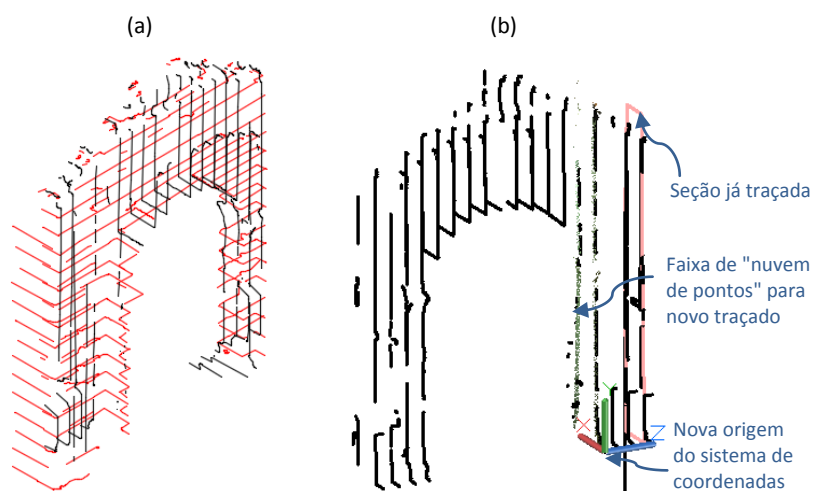 (a)
(b)
Seção já traçada
Faixa de "nuvem
de pontos" para
novo traçado
X
Y
Z
Nova origem
do sistema de
coordenadas